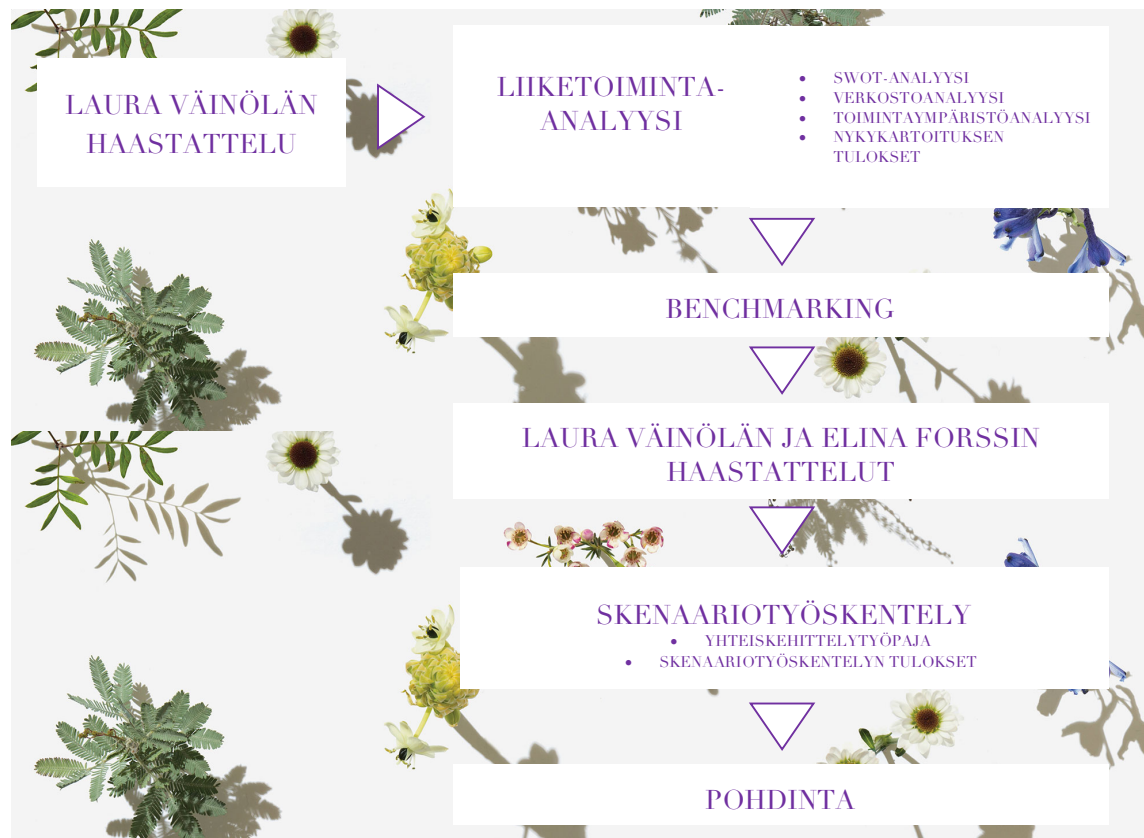 LAURA VÄINÖLÄN
HAASTATTELU
LIIKETOIMINTA-
ANALYYSI
• SWOT-ANALYYSI
• VERKOSTOANALYYSI
• TOIMINTAYMPÄRISTÖANALYYSI
• NYKYKARTOITUKSEN
TULOKSET
BENCHMARKING
LAURA VÄINÖLÄN JA ELINA FORSSIN
HAASTATTELUT
SKENAARIOTYÖSKENTELY
• YHTEISKEHITTELYTYÖPAJA
• SKENAARIOTYÖSKENTELYN TULOKSET
POHDINTA